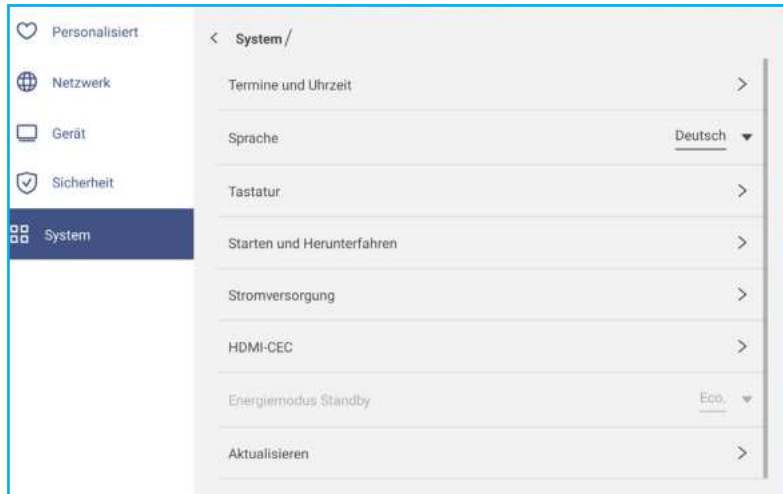 Personalisiert
Netzwerk
Gerät
Sicherheit
System
< System/
Termine und Uhrzeit
Sprache Deutsch
Tastatur
Starten und Herunterfahren
Stromversorgung
HDMI-CEC
Energiemodus Standby Eco.
Aktualisieren